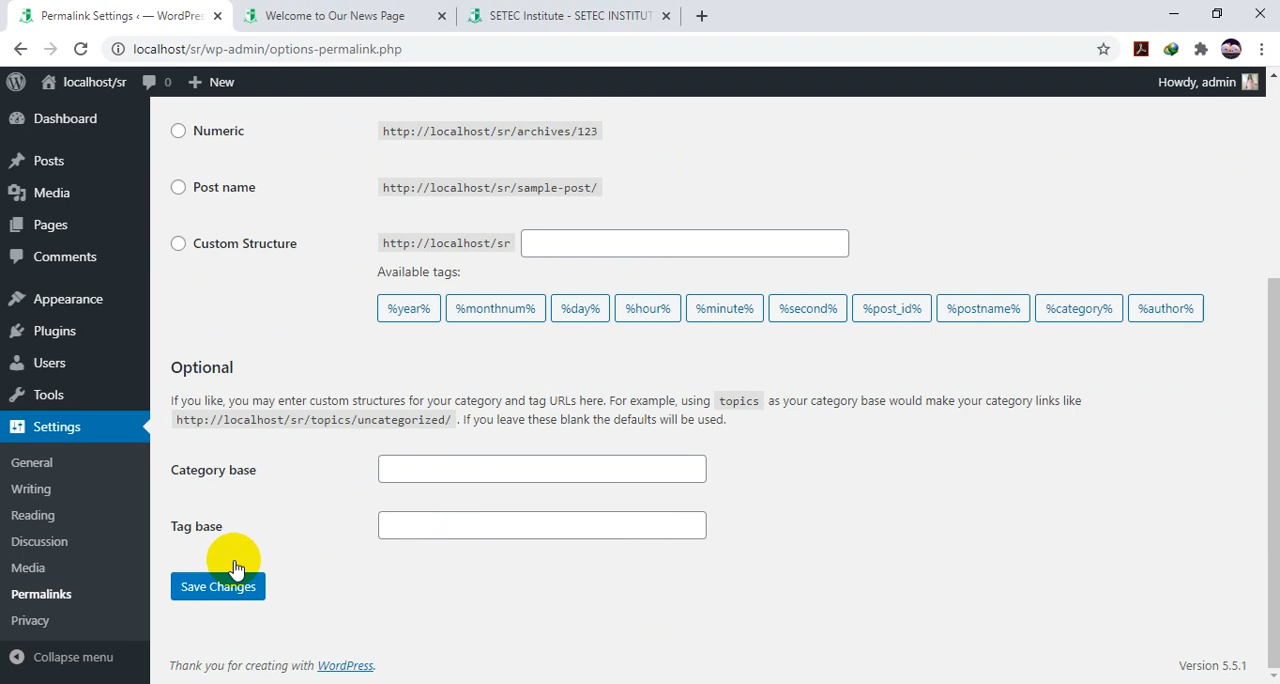 Permalink Settings ‹ — WordPres
Welcome to Our News Page
SETEC Institute - SETEC INSTITUT
localhost/sr/wp-admin/options-permalink.php
localhost/sr
0
New
Howdy, admin
Dashboard
Posts
Media
Pages
Comments
Appearance
Plugins
Users
Tools
Settings
General
Writing
Reading
Discussion
Media
Permalinks
Privacy
Collapse menu
Numeric
http://localhost/sr/archives/123
Post name
http://localhost/sr/sample-post/
Custom Structure
http://localhost/sr
Available tags:
%year% %monthnum% %day% %hour% %minute% %second% %post_id% %postname% %category% %author%
Optional
If you like, you may enter custom structures for your category and tag URLs here. For example, using topics as your category base would make your category links like
http://localhost/sr/topics/uncategorized/ . If you leave these blank the defaults will be used.
Category base
Tag base
Save Changes
Thank you for creating with WordPress.
Version 5.5.1